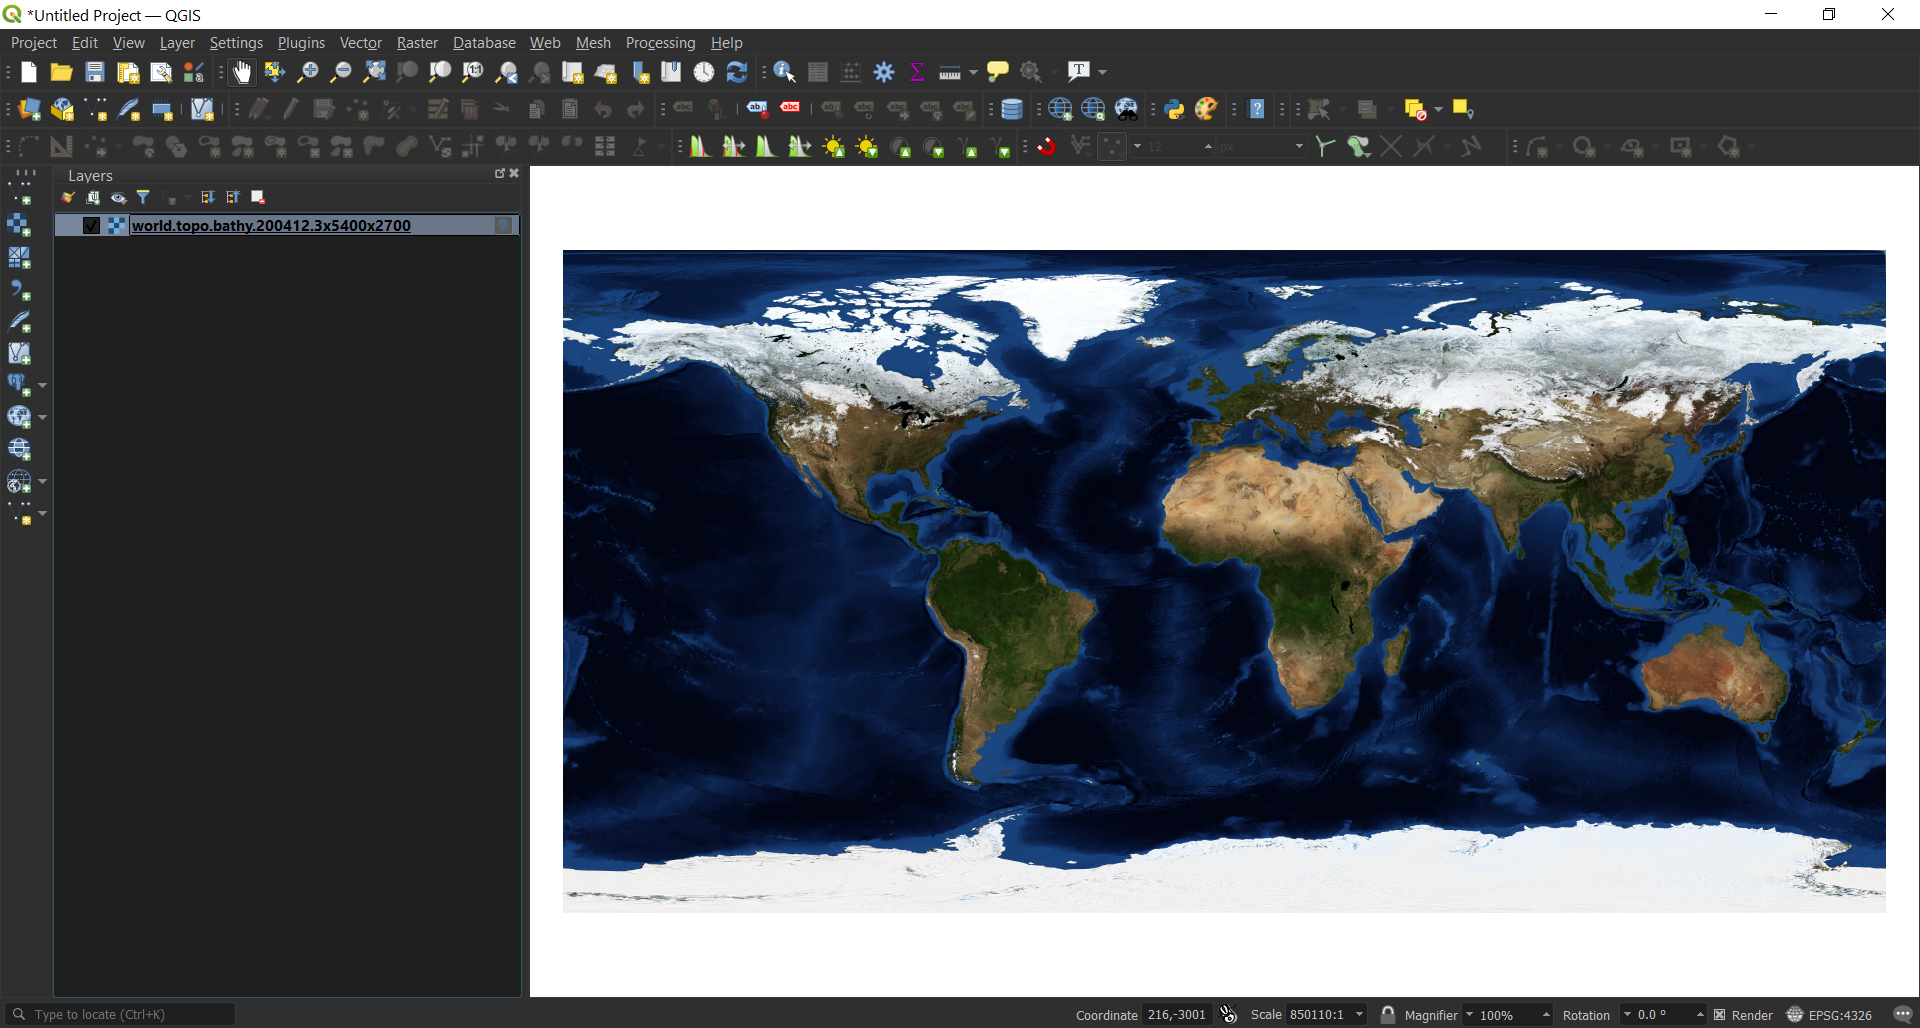 *Untitled Project — QGIS
Project Edit View Layer Settings Plugins Vector Raster Database Web Mesh Processing Help
Layers
world.topo.bathy.200412.3x5400x2700
Type to locate (Ctrl+K)
Coordinate 216,-3001 Scale 850110:1 Magnifier 100% Rotation 0.0 ° Render EPSG:4326